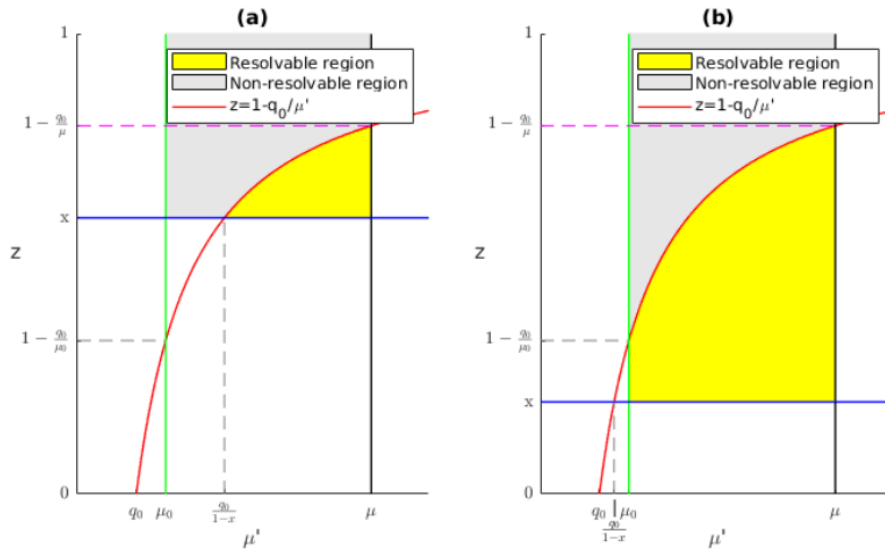 (a)
1
Resolvable region
Non-resolvable region
z=1-q₀/μ'
1 − q₀/μ
x
z
1 − q₀/μ₀
0
q₀ μ₀ q₀/(1−x) μ
μ'
(b)
1
Resolvable region
Non-resolvable region
z=1-q₀/μ'
1 − q₀/μ
z
1 − q₀/μ₀
x
0
q₀ μ₀ μ
q₀/(1−x)
μ'